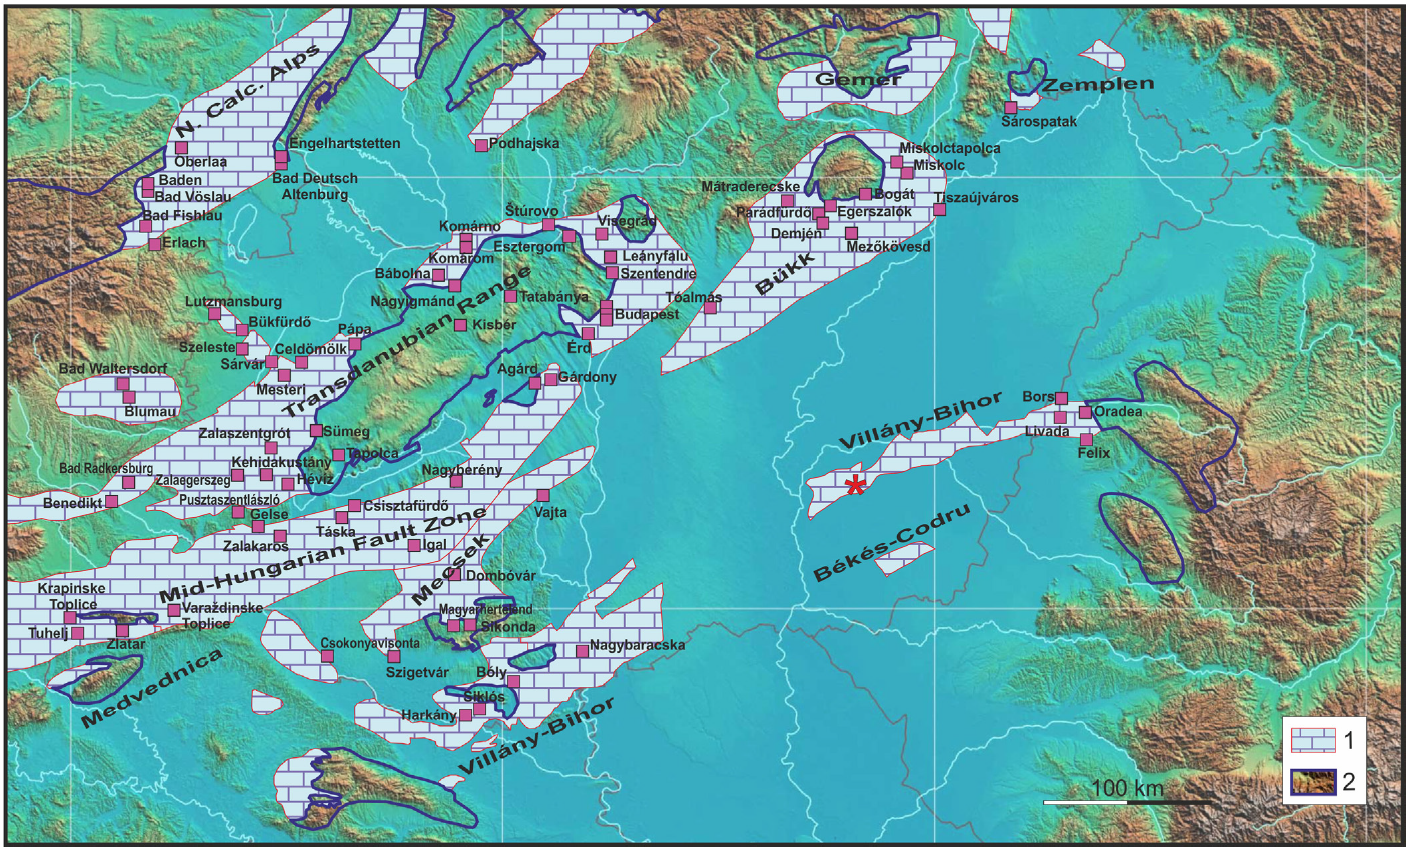 N. Calc. Alps
Gemer
Zemplen
Sárospatak
Oberlaa
Engelhartstetten
Podhajska
Bad Deutsch
Altenburg
Baden
Bad Vöslau
Bad Fishlau
Erlach
Miskolctapolca
Miskolc
Mátraderecske
Bogát
Tiszaújváros
Parádfürdő
Egerszalók
Demjén
Mezőkövesd
Bükk
Tóalmás
Štúrovo
Visegrád
Komárno
Esztergom
Komárom
Leányfalu
Bábolna
Szentendre
Nagyigmánd
Tatabánya
Budapest
Kisbér
Érd
Transdanubian Range
Lutzmansburg
Bükfürdő
Pápa
Szeleste
Celdömölk
Sárvár
Mesteri
Agárd
Gárdony
Bad Waltersdorf
Blumau
Sümeg
Zalaszentgrót
Tapolca
Bad Radkersburg
Kehidakustány
Zalaegerszeg
Hévíz
Benedikt
Pusztaszentlászló
Gelse
Zalakaros
Nagyberény
Csisztafürdő
Táska
Vajta
Igal
Mid-Hungarian Fault Zone
Mecsek
Dombóvár
Magyarhertelend
Sikonda
Krapinske
Toplice
Varaždinske
Toplice
Tuhelj
Zlatar
Medvednica
Csokonyavisonta
Szigetvár
Nagybaracska
Bóly
Siklós
Harkány
Villány-Bihor
Villány-Bihor
*
Bors
Oradea
Livada
Felix
Békés-Codru
1
2
100 km